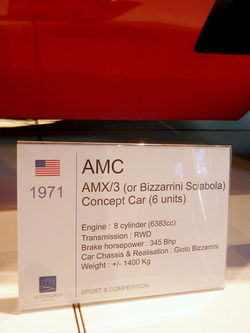 AMC
1971
AMX/3 (or Bizzarrini Sciabola)
Concept Car (6 units)
Engine : 8 cylinder (6383cc)
Transmission : RWD
Brake horsepower : 345 Bhp
Car Chassis & Realisation : Gioto Bizzarrini
Weight : +/- 1400 Kg
AUTOWORLD
SPORT & COMPETITION